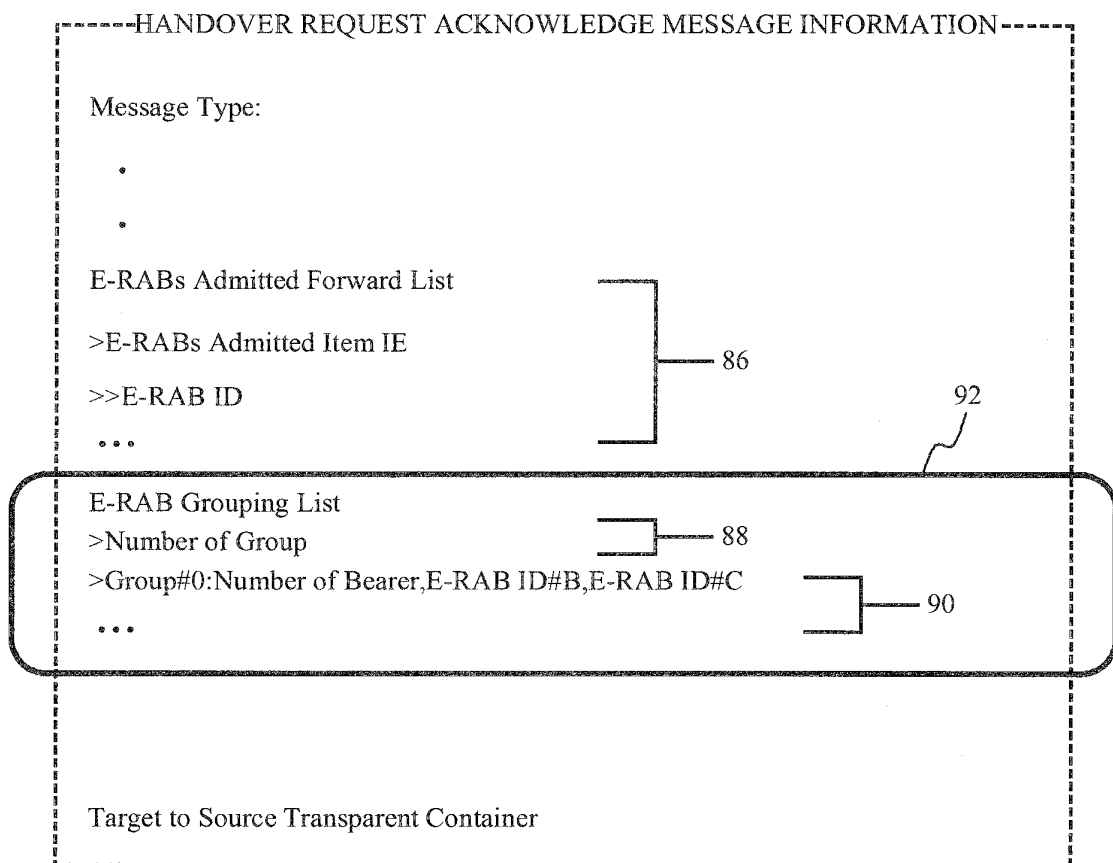 HANDOVER REQUEST ACKNOWLEDGE MESSAGE INFORMATION
Message Type:
E-RABs Admitted Forward List
>E-RABs Admitted Item IE
86
>>E-RAB ID
92
...
E-RAB Grouping List
88
>Number of Group
>Group#0:Number of Bearer,E-RAB ID#B,E-RAB ID#C
90
...
Target to Source Transparent Container